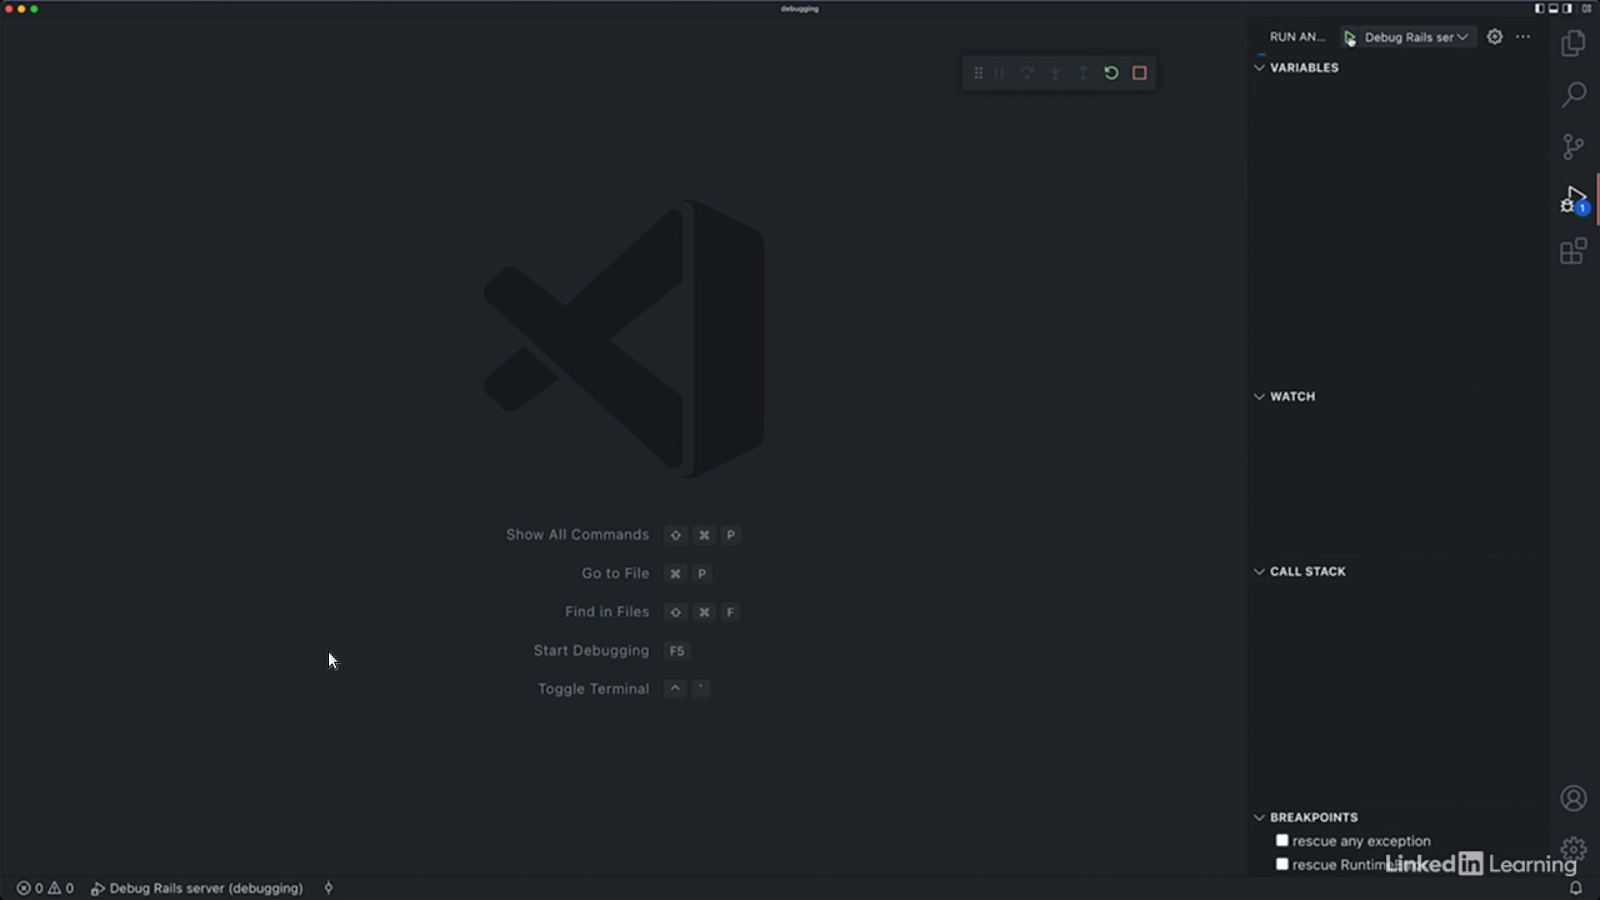 debugging
RUN AN...
Debug Rails ser
VARIABLES
1
WATCH
Show All Commands ⇧ ⌘ P
Go to File ⌘ P
Find in Files ⇧ ⌘ F
Start Debugging F5
Toggle Terminal ^ `
CALL STACK
BREAKPOINTS
rescue any exception
rescue Runtime
Linked in Learning
0 0 Debug Rails server (debugging)